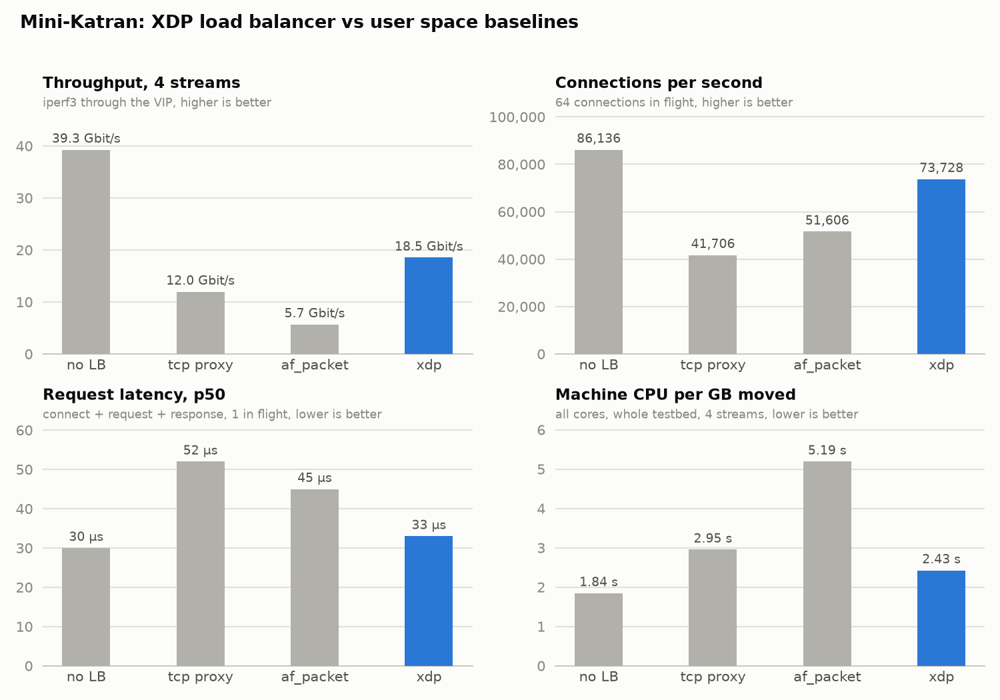 Mini-Katran: XDP load balancer vs user space baselines
Throughput, 4 streams
iperf3 through the VIP, higher is better
39.3 Gbit/s
12.0 Gbit/s
5.7 Gbit/s
18.5 Gbit/s
40
30
20
10
0
no LB
tcp proxy
af_packet
xdp
Connections per second
64 connections in flight, higher is better
100,000
80,000
60,000
40,000
20,000
0
86,136
41,706
51,606
73,728
no LB
tcp proxy
af_packet
xdp
Request latency, p50
connect + request + response, 1 in flight, lower is better
60
50
40
30
20
10
0
30 µs
52 µs
45 µs
33 µs
no LB
tcp proxy
af_packet
xdp
Machine CPU per GB moved
all cores, whole testbed, 4 streams, lower is better
6
5
4
3
2
1
0
1.84 s
2.95 s
5.19 s
2.43 s
no LB
tcp proxy
af_packet
xdp